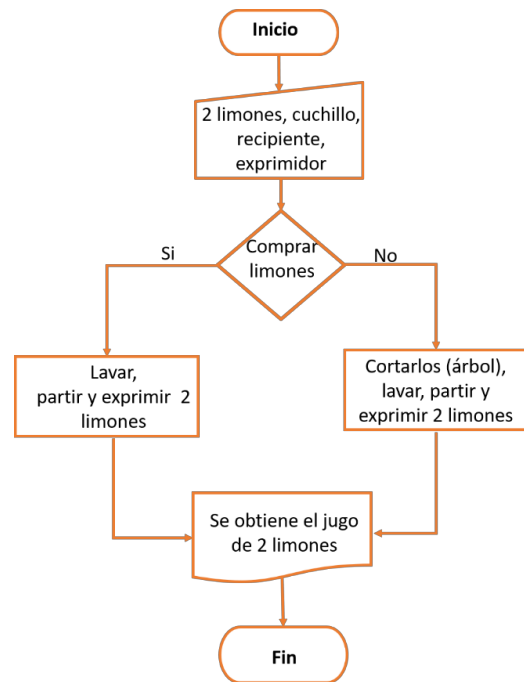 Inicio
2 limones, cuchillo,
recipiente,
exprimidor
Comprar
limones
Si
No
Lavar,
partir y exprimir 2
limones
Cortarlos (árbol),
lavar, partir y
exprimir 2 limones
Se obtiene el jugo
de 2 limones
Fin